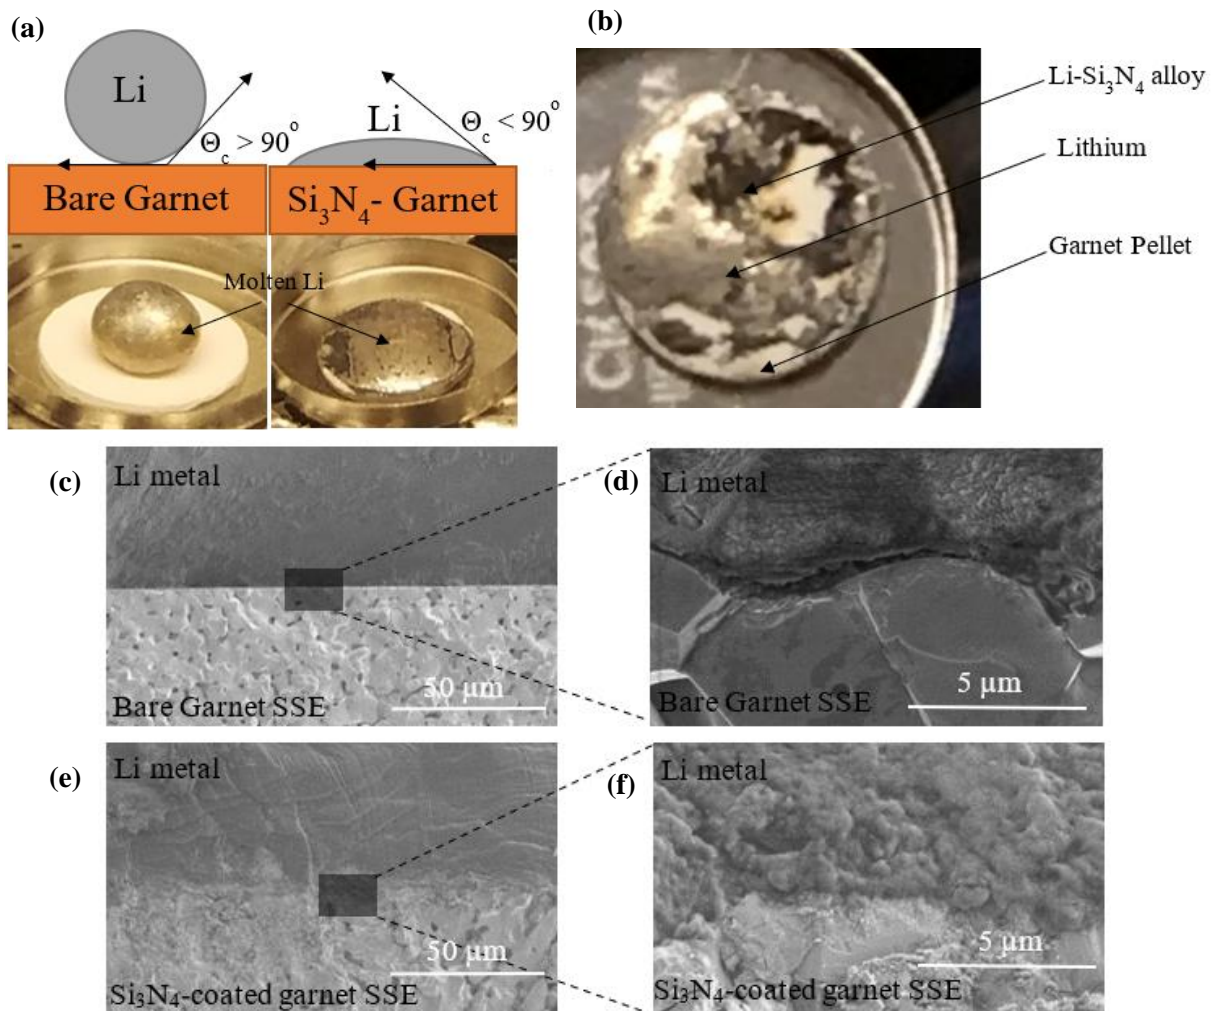 (a)
Li
Θc > 90°
Li
Θc < 90°
Bare Garnet
Si₃N₄- Garnet
Molten Li
(b)
Li-Si₃N₄ alloy
Lithium
Garnet Pellet
(c)
Li metal
50 µm
Bare Garnet SSE
(d)
Li metal
5 µm
Bare Garnet SSE
(e)
Li metal
50 µm
Si₃N₄-coated garnet SSE
(f)
Li metal
5 µm
Si₃N₄-coated garnet SSE